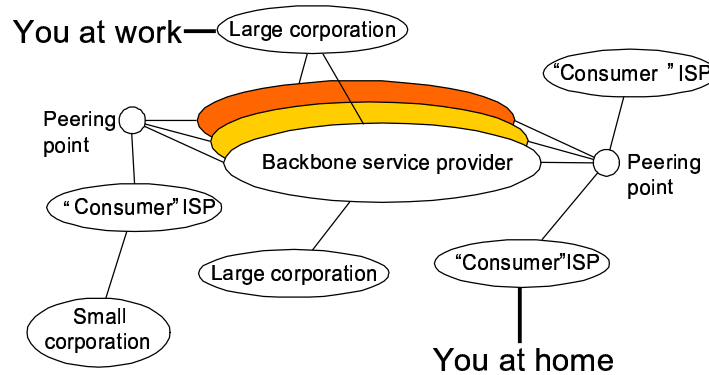 You at work
Large corporation
“Consumer ” ISP
Peering
point
Backbone service provider
Peering
point
“Consumer” ISP
Large corporation
“Consumer”ISP
Small
corporation
You at home